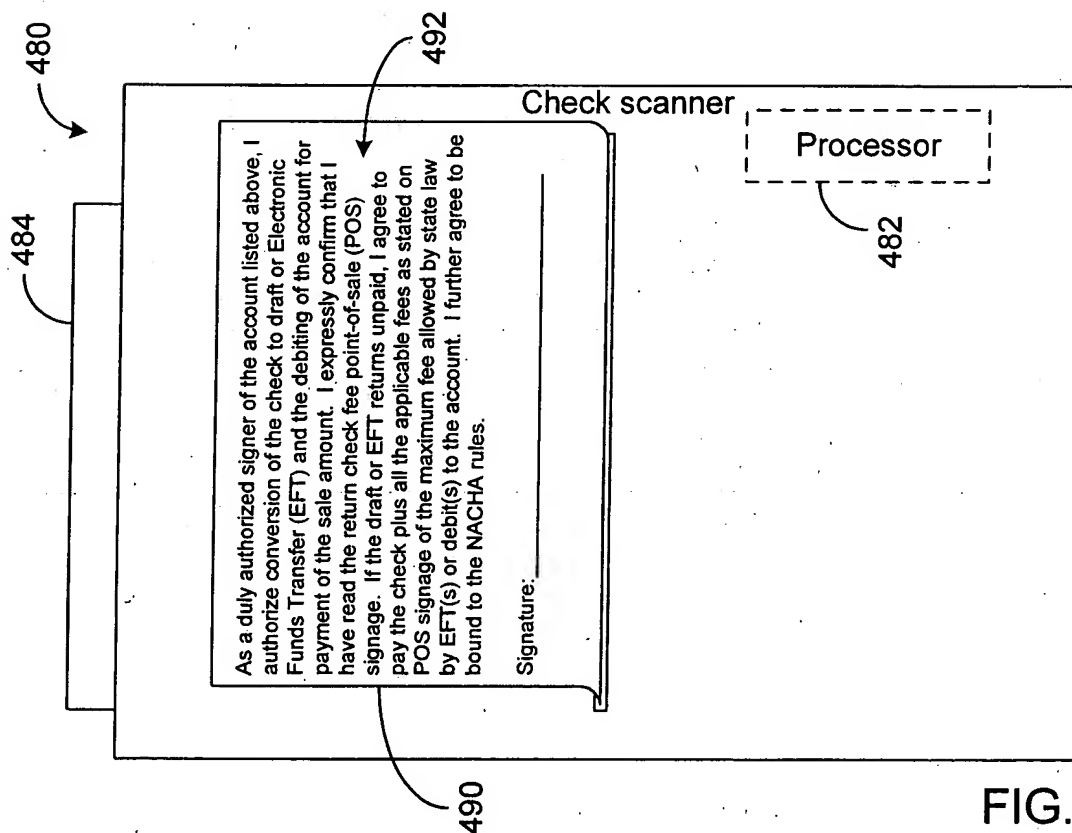 480
484
492
Check scanner
As a duly authorized signer of the account listed above, I
authorize conversion of the check to draft or Electronic
Funds Transfer (EFT) and the debiting of the account for
payment of the sale amount. I expressly confirm that I
have read the return check fee point-of-sale (POS)
signage. If the draft or EFT returns unpaid, I agree to
pay the check plus all the applicable fees as stated on
POS signage of the maximum fee allowed by state law
by EFT(s) or debit(s) to the account. I further agree to be
bound to the NACHA rules.
Signature:
Processor
482
490
FIG.